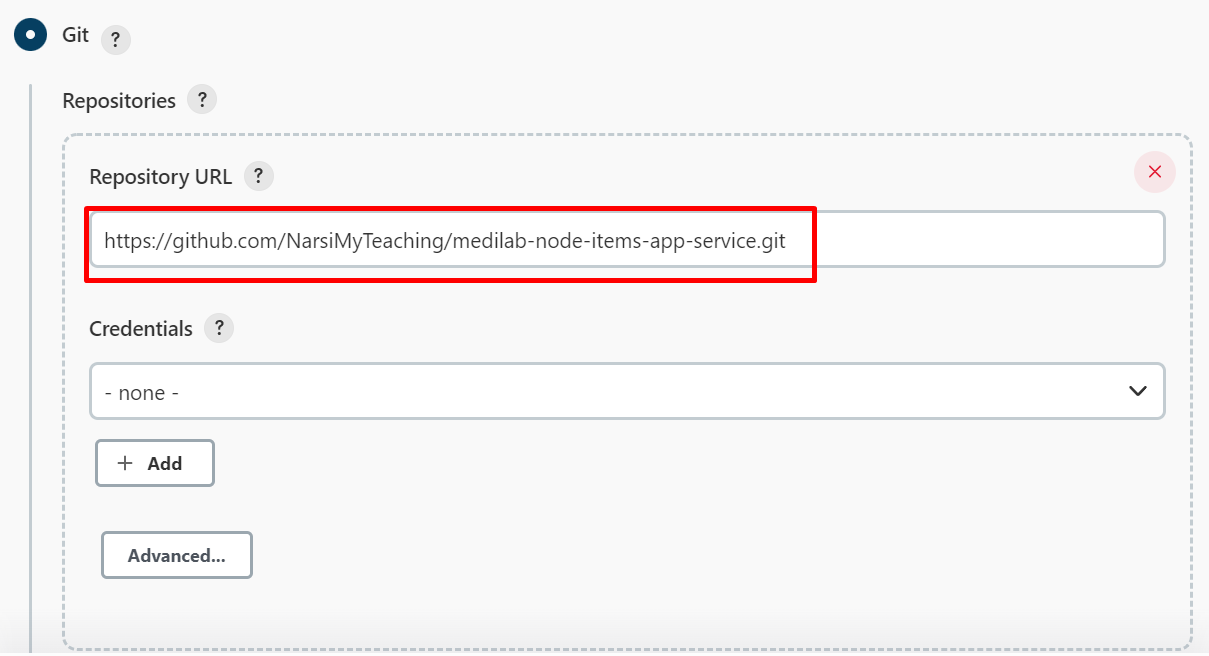 Git ?
Repositories ?
Repository URL ?
https://github.com/NarsiMyTeaching/medilab-node-items-app-service.git
Credentials ?
- none -
+ Add
Advanced...